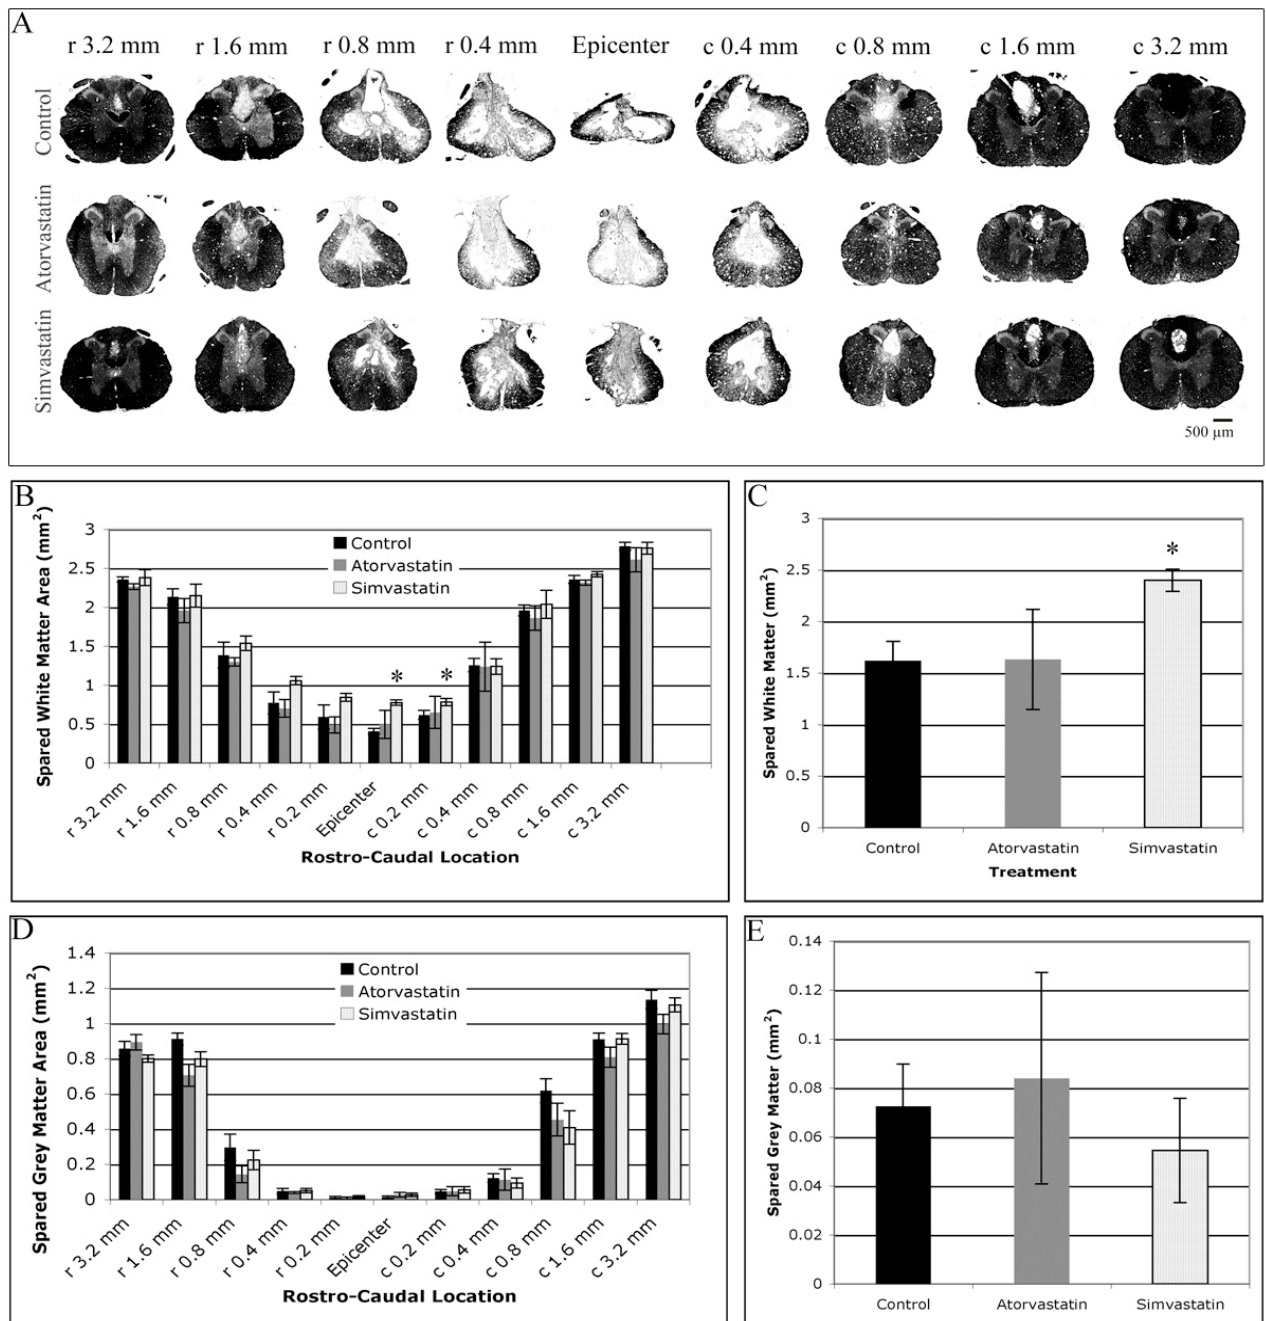 A
r 3.2 mm r 1.6 mm r 0.8 mm r 0.4 mm Epicenter c 0.4 mm c 0.8 mm c 1.6 mm c 3.2 mm
Control
Atorvastatin
Simvastatin
500 µm
B
Spared White Matter Area (mm²)
3
2.5
2
1.5
1
0.5
0
Control
Atorvastatin
Simvastatin
*
*
r 3.2 mm
r 1.6 mm
r 0.8 mm
r 0.4 mm
r 0.2 mm
Epicenter
c 0.2 mm
c 0.4 mm
c 0.8 mm
c 1.6 mm
c 3.2 mm
Rostro-Caudal Location
C
Spared White Matter (mm²)
3
2.5
2
1.5
1
0.5
0
*
Control Atorvastatin Simvastatin
Treatment
D
Spared Grey Matter Area (mm²)
1.4
1.2
1
0.8
0.6
0.4
0.2
0
Control
Atorvastatin
Simvastatin
r 3.2 mm
r 1.6 mm
r 0.8 mm
r 0.4 mm
r 0.2 mm
Epicenter
c 0.2 mm
c 0.4 mm
c 0.8 mm
c 1.6 mm
c 3.2 mm
Rostro-Caudal Location
E
Spared Grey Matter (mm²)
0.14
0.12
0.1
0.08
0.06
0.04
0.02
0
Control Atorvastatin Simvastatin